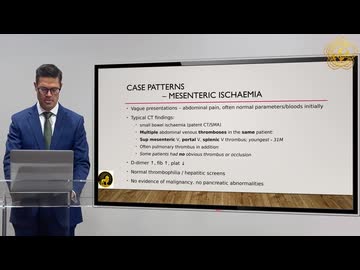 CASE PATTERNS
– MESENTERIC ISCHAEMIA
• Vague presentations – abdominal pain, often normal parameters/bloods initially
• Typical CT findings:
• small bowel ischaemia (patent CT/SMA)
• Multiple abdominal venous thromboses in the same patient:
• Sup mesenteric V, portal V, splenic V thrombus; youngest - 31M
• Often pulmonary thrombus in addition
• Some patients had no obvious thrombus or occlusion
• D-dimer ↑, fib ↑, plat ↓
• Normal thrombophilia / hepatitic screens
• No evidence of malignancy, no pancreatic abnormalities